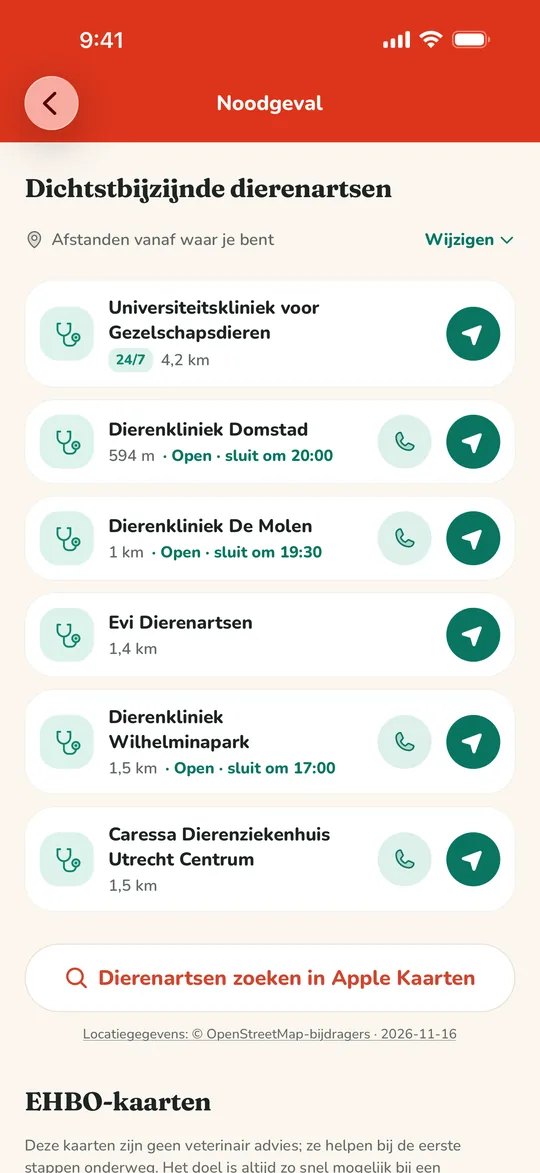 9:41
Noodgeval
Dichtstbijzijnde dierenartsen
Afstanden vanaf waar je bent
Wijzigen
Universiteitskliniek voor
Gezelschapsdieren
24/7 4,2 km
Dierenkliniek Domstad
594 m · Open · sluit om 20:00
Dierenkliniek De Molen
1 km · Open · sluit om 19:30
Evi Dierenartsen
1,4 km
Dierenkliniek
Wilhelminapark
1,5 km · Open · sluit om 17:00
Caressa Dierenziekenhuis
Utrecht Centrum
1,5 km
Dierenartsen zoeken in Apple Kaarten
Locatiegegevens: © OpenStreetMap-bijdragers · 2026-11-16
EHBO-kaarten
Deze kaarten zijn geen veterinair advies; ze helpen bij de eerste
stappen onderweg. Het doel is altijd zo snel mogelijk bij een